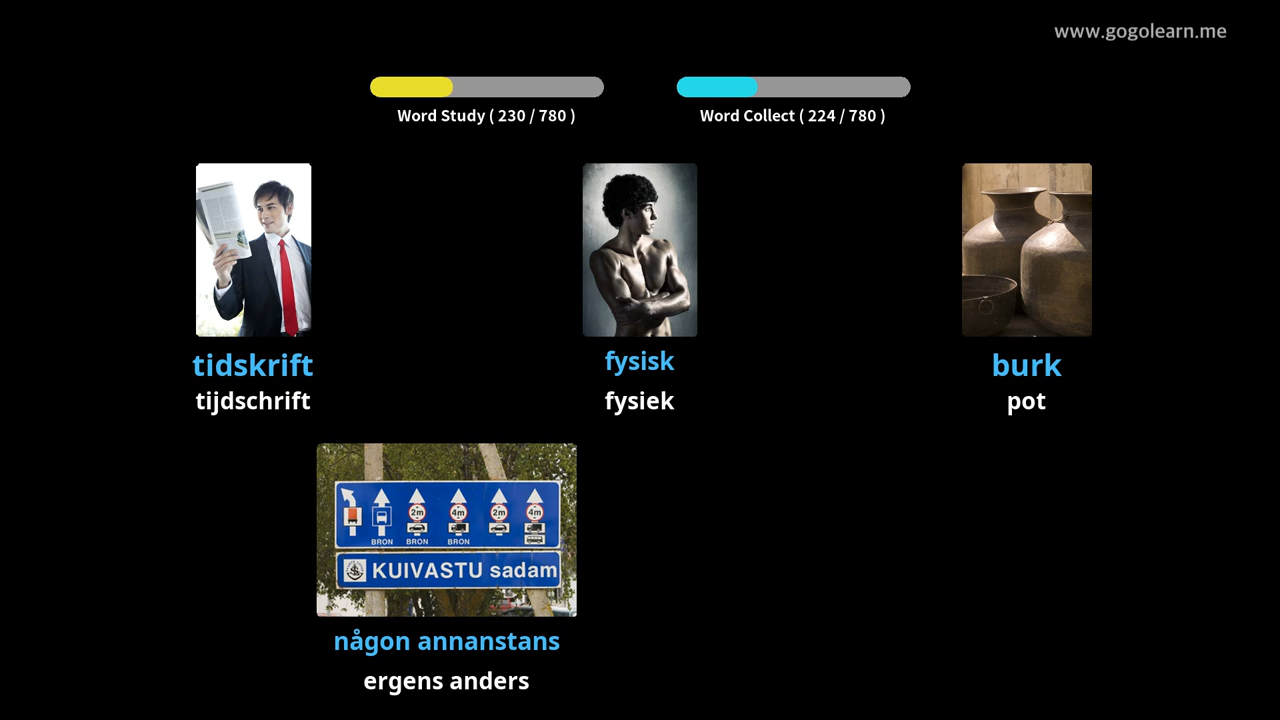 www.gogolearn.me
Word Study ( 230 / 780 )
Word Collect ( 224 / 780 )
tidskrift
tijdschrift
fysisk
fysiek
burk
pot
2m
4m
2m
4m
BRON
BRON
BRON
KUIVASTU sadam
någon annanstans
ergens anders